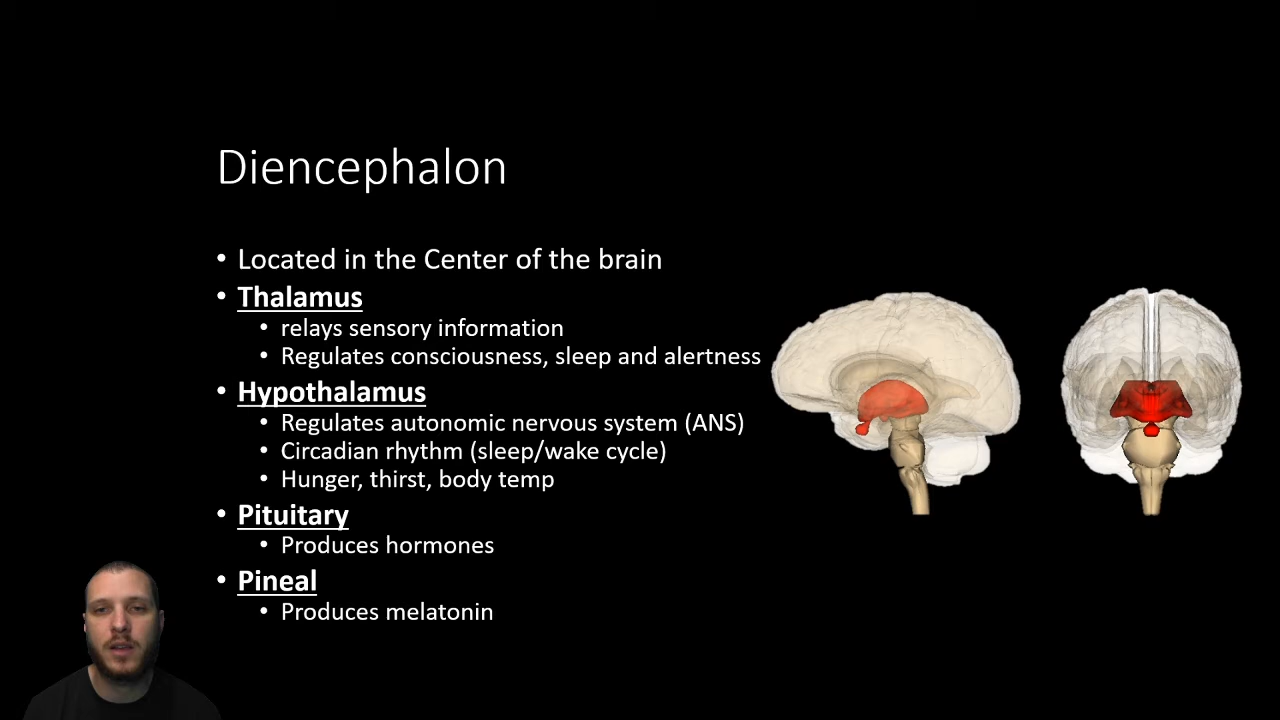 Diencephalon
• Located in the Center of the brain
• Thalamus
• relays sensory information
• Regulates consciousness, sleep and alertness
• Hypothalamus
• Regulates autonomic nervous system (ANS)
• Circadian rhythm (sleep/wake cycle)
• Hunger, thirst, body temp
• Pituitary
• Produces hormones
• Pineal
• Produces melatonin